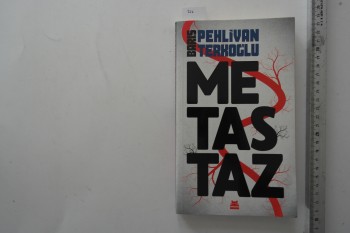 BARIŞ
PEHLİVAN
TERKOĞLU
ME
TAS
TAZ